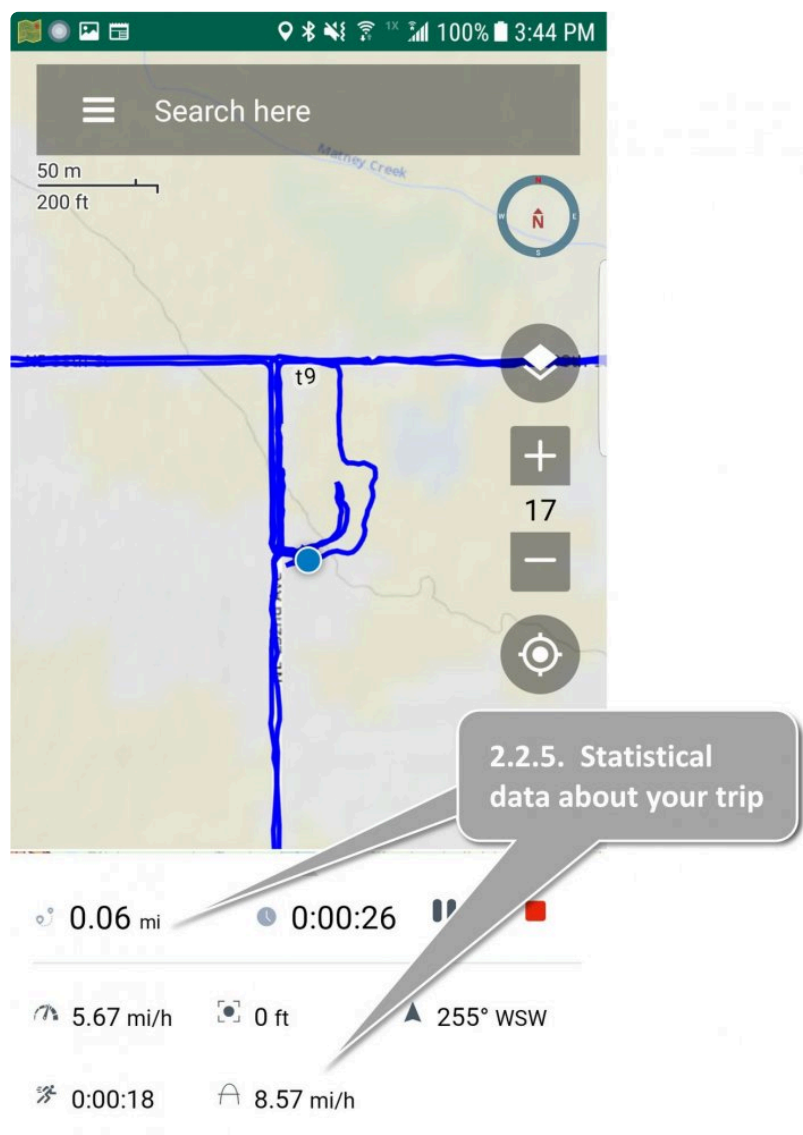 1X 100% 3:44 PM
Search here
Matney Creek
50 m
200 ft
N
W N E
S
t9
17
2.2.5. Statistical
data about your trip
0.06 mi 0:00:26
5.67 mi/h 0 ft 255° WSW
0:00:18 8.57 mi/h